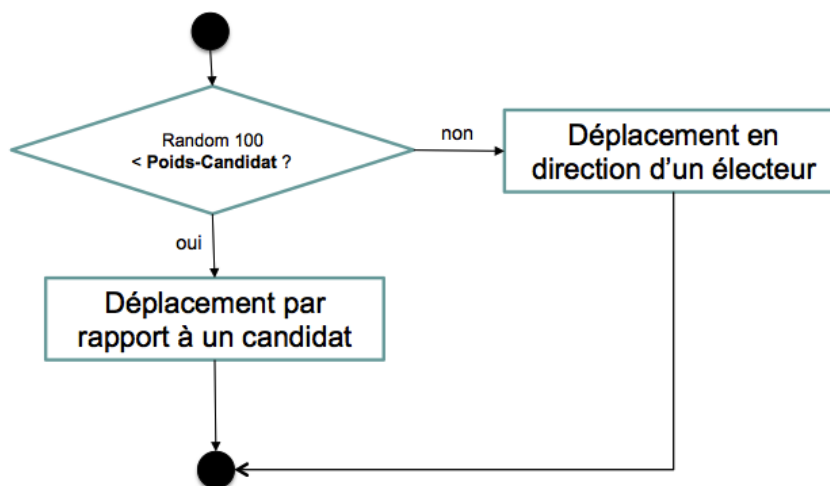 Random 100
< Poids-Candidat ?
non
Déplacement en
direction d'un électeur
oui
Déplacement par
rapport à un candidat